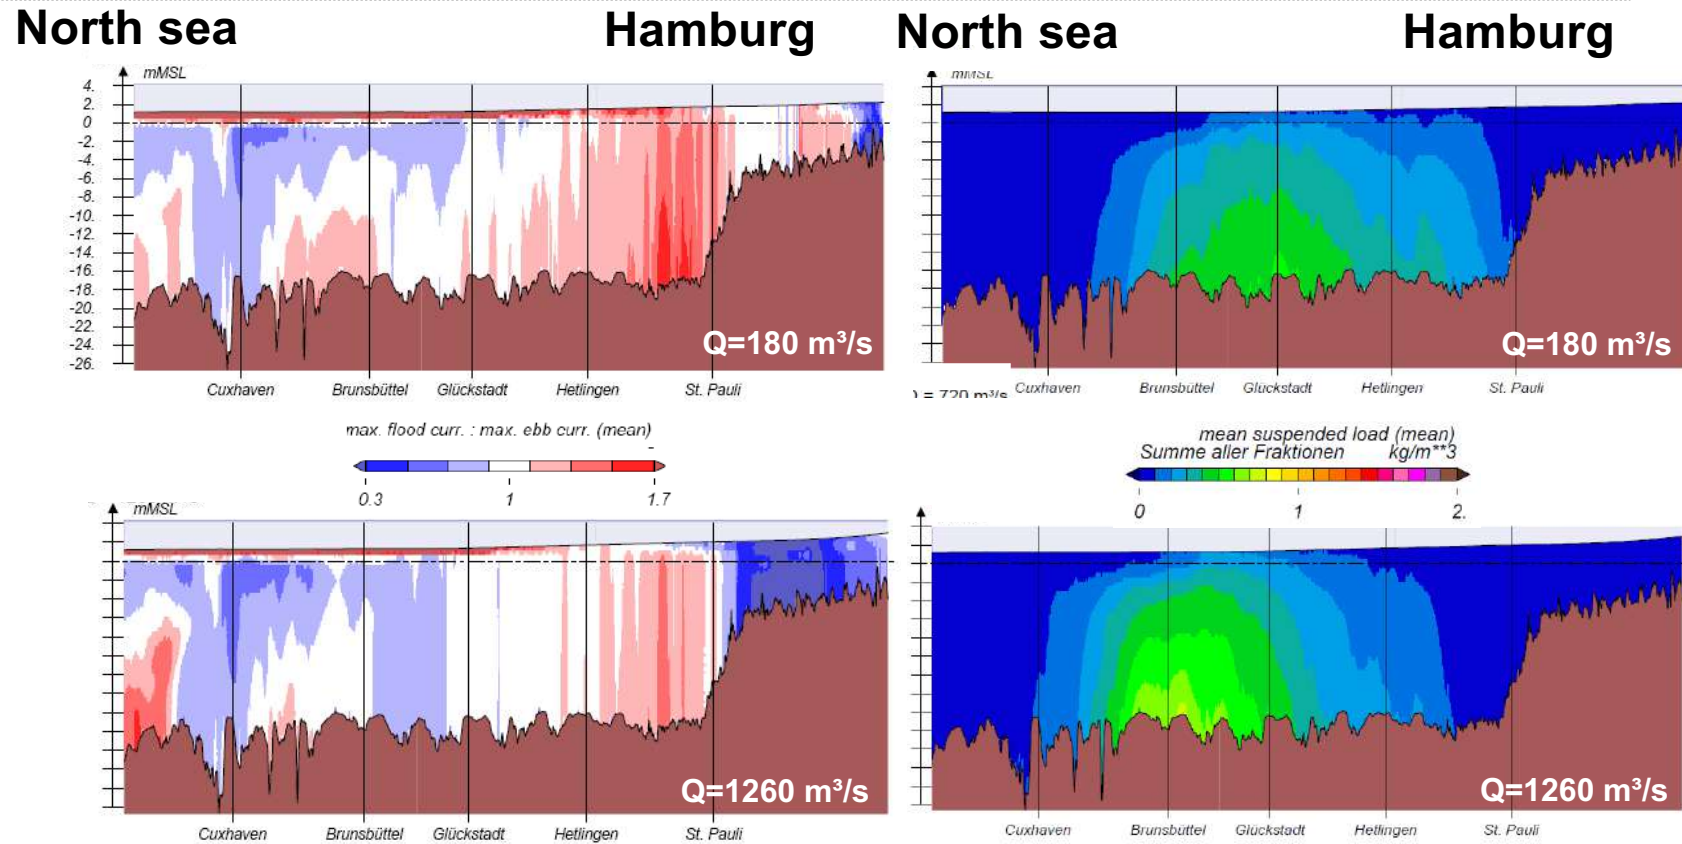 North sea Hamburg North sea Hamburg
mMSL
4.
2.
0
-2.
-4.
-6.
-8.
-10.
-12.
-14.
-16.
-18.
-20.
-22.
-24.
-26.
Q=180 m³/s
Cuxhaven Brunsbüttel Glückstadt Hetlingen St. Pauli
mMSL
Q=180 m³/s
= 720 m³/s
Cuxhaven Brunsbüttel Glückstadt Hetlingen St. Pauli
max. flood curr. : max. ebb curr. (mean)
-
0.3 1 1.7
mean suspended load (mean)
Summe aller Fraktionen kg/m**3
0 1 2.
mMSL
Q=1260 m³/s
Cuxhaven Brunsbüttel Glückstadt Hetlingen St. Pauli
Q=1260 m³/s
Cuxhaven Brunsbüttel Glückstadt Hetlingen St. Pauli